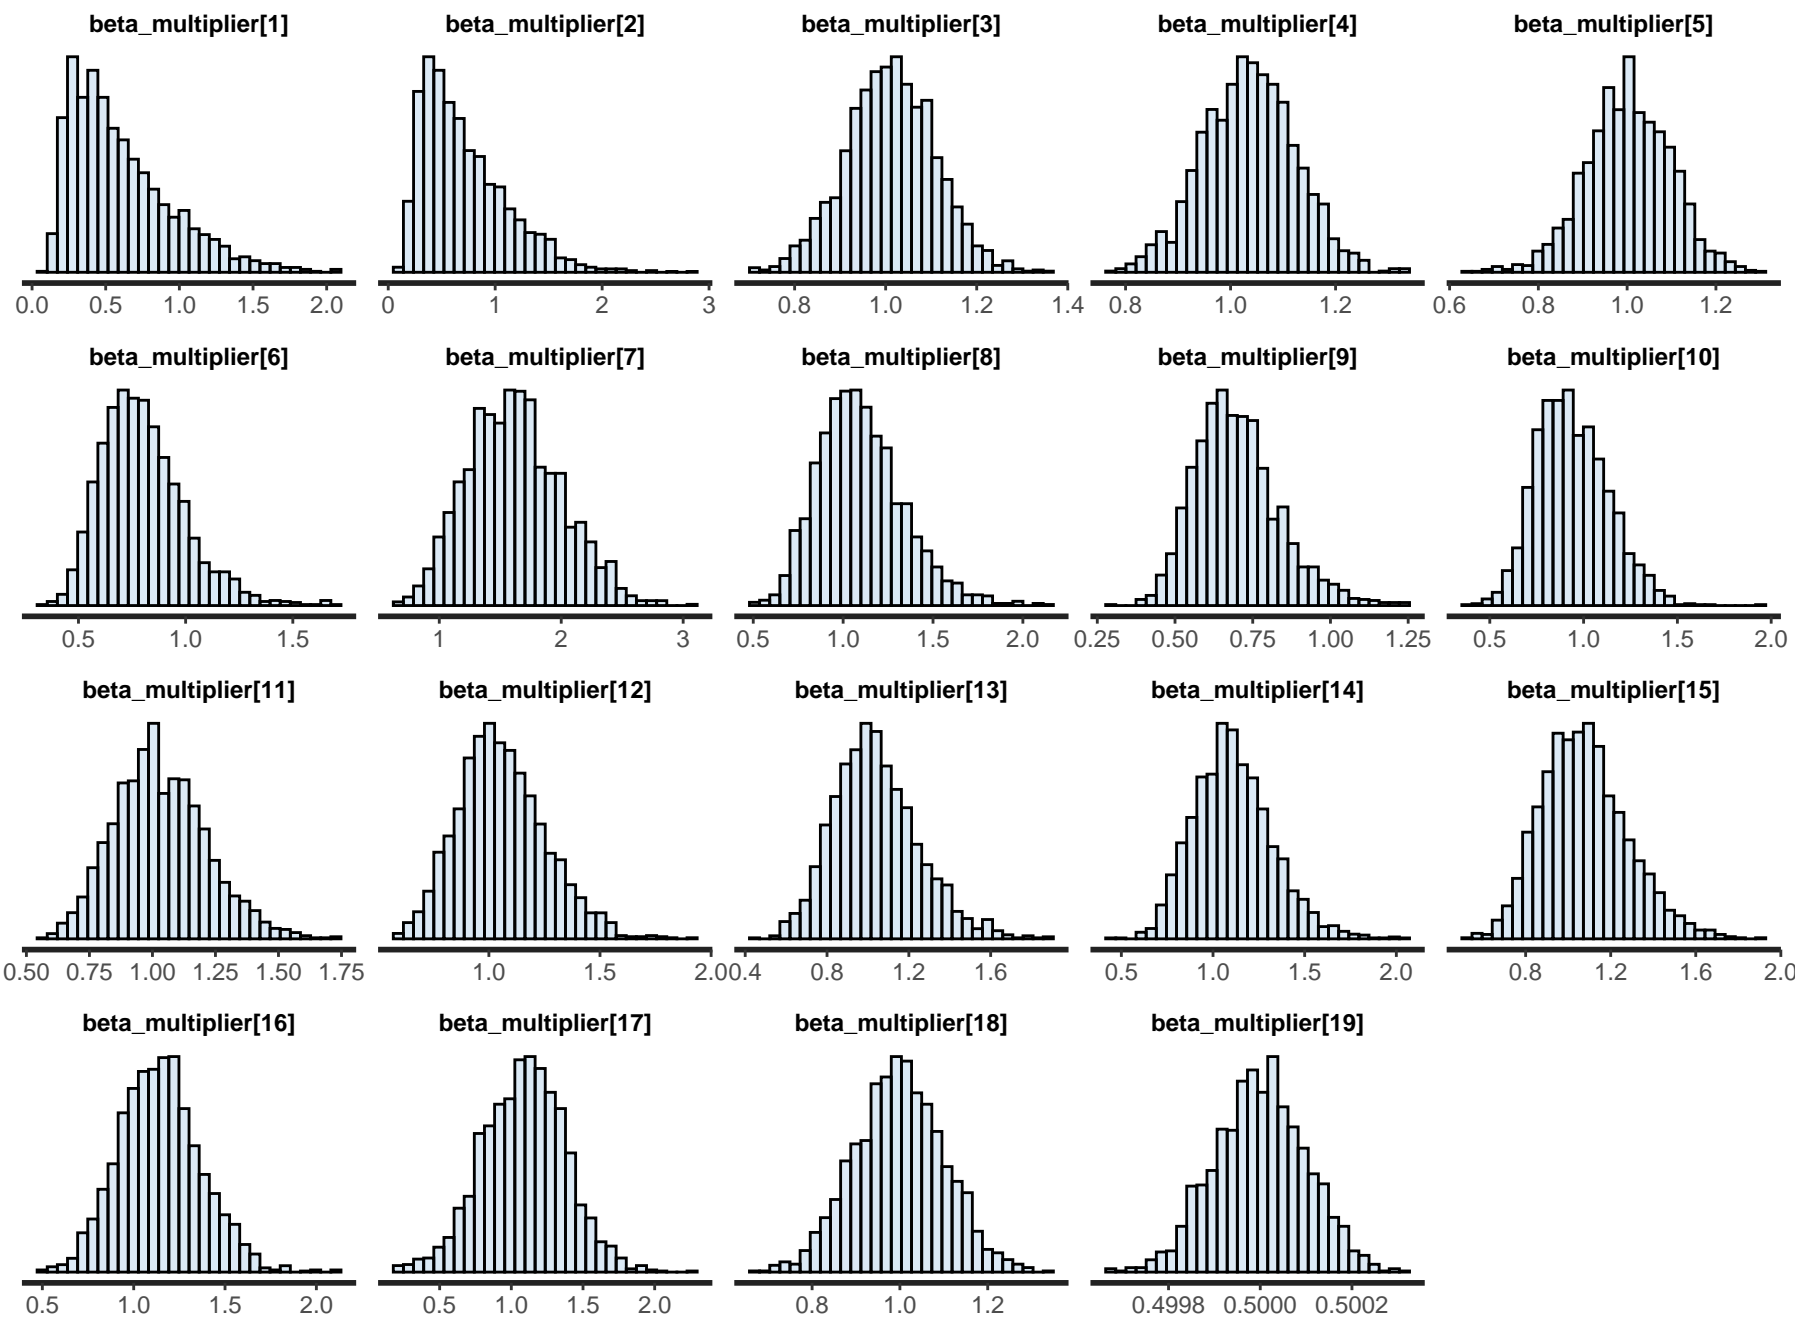 beta_multiplier[1] beta_multiplier[2] beta_multiplier[3] beta_multiplier[4] beta_multiplier[5]
0.0 0.5 1.0 1.5 2.0 0 1 2 3 0.8 1.0 1.2 1.4 0.8 1.0 1.2 0.6 0.8 1.0 1.2
beta_multiplier[6] beta_multiplier[7] beta_multiplier[8] beta_multiplier[9] beta_multiplier[10]
0.5 1.0 1.5 1 2 3 0.5 1.0 1.5 2.0 0.25 0.50 0.75 1.00 1.25 0.5 1.0 1.5 2.0
beta_multiplier[11] beta_multiplier[12] beta_multiplier[13] beta_multiplier[14] beta_multiplier[15]
0.50 0.75 1.00 1.25 1.50 1.75 1.0 1.5 2.0 0.4 0.8 1.2 1.6 0.5 1.0 1.5 2.0 0.8 1.2 1.6 2.0
beta_multiplier[16] beta_multiplier[17] beta_multiplier[18] beta_multiplier[19]
0.5 1.0 1.5 2.0 0.5 1.0 1.5 2.0 0.8 1.0 1.2 0.4998 0.5000 0.5002